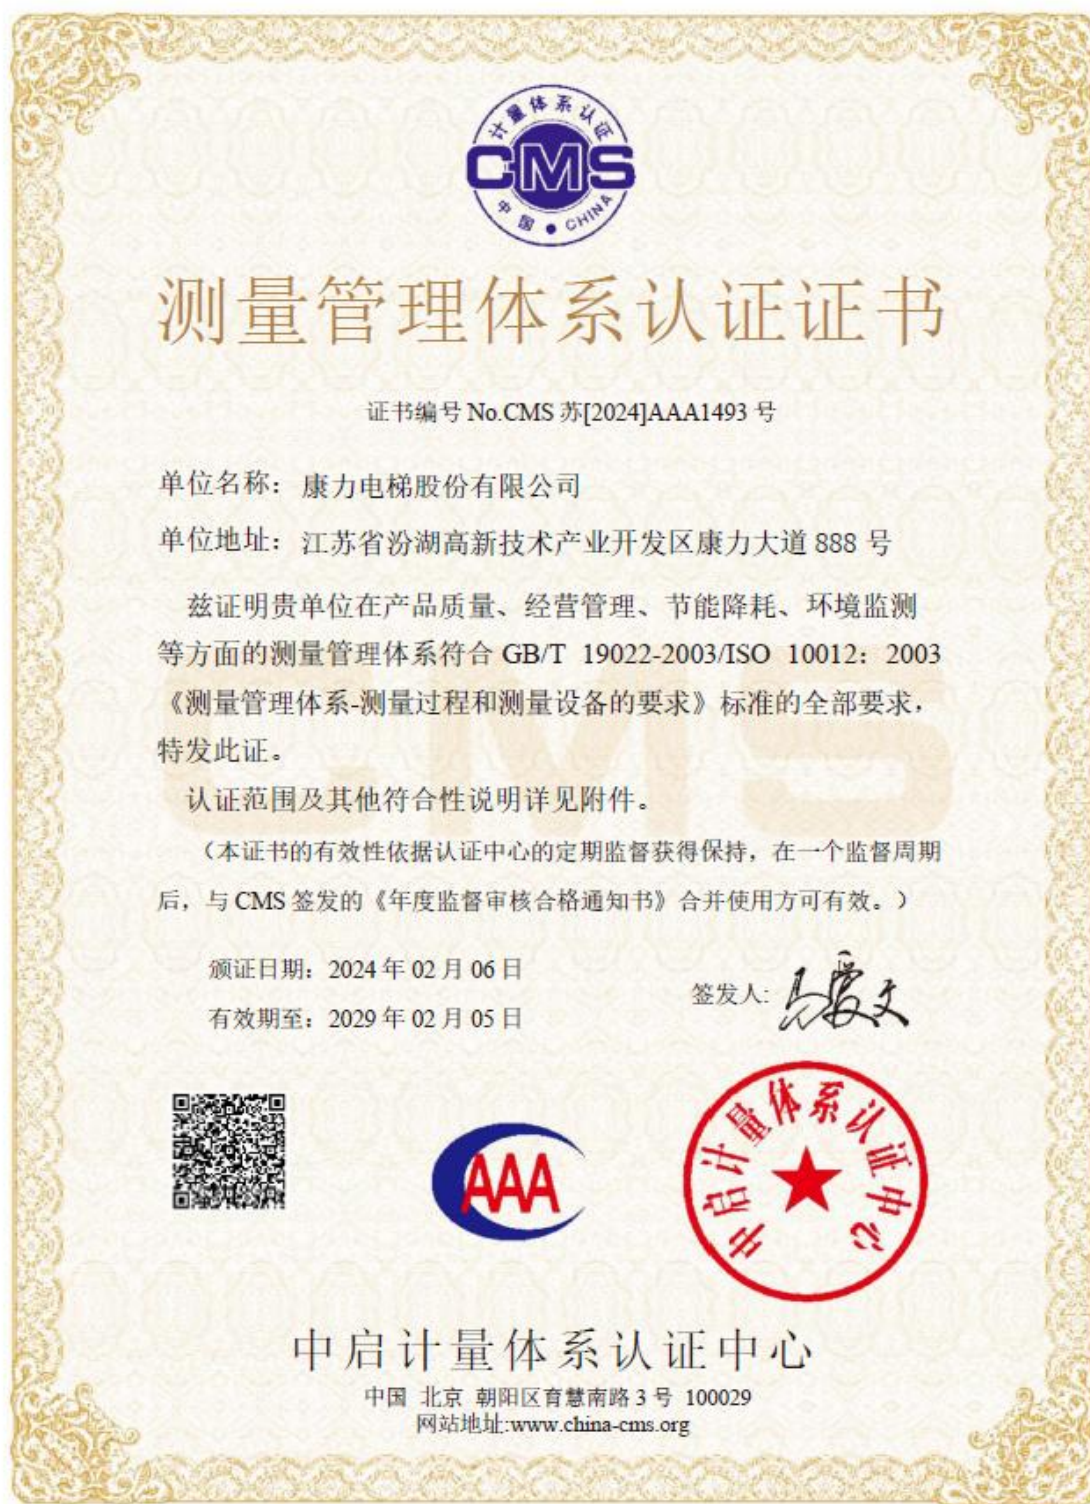 计量体系认证
CMS
中国·CHINA
测量管理体系认证证书
证书编号 No.CMS 苏[2024]AAA1493 号
单位名称：康力电梯股份有限公司
单位地址：江苏省汾湖高新技术产业开发区康力大道 888 号
兹证明贵单位在产品质量、经营管理、节能降耗、环境监测
等方面的测量管理体系符合 GB/T 19022-2003/ISO 10012：2003
《测量管理体系-测量过程和测量设备的要求》标准的全部要求，
特发此证。
认证范围及其他符合性说明详见附件。
（本证书的有效性依据认证中心的定期监督获得保持，在一个监督周期
后，与 CMS 签发的《年度监督审核合格通知书》合并使用方可有效。）
颁证日期：2024 年 02 月 06 日
有效期至：2029 年 02 月 05 日
签发人:
AAA
中启计量体系认证中心
中启计量体系认证中心
中国 北京 朝阳区育慧南路 3 号 100029
网站地址:www.china-cms.org